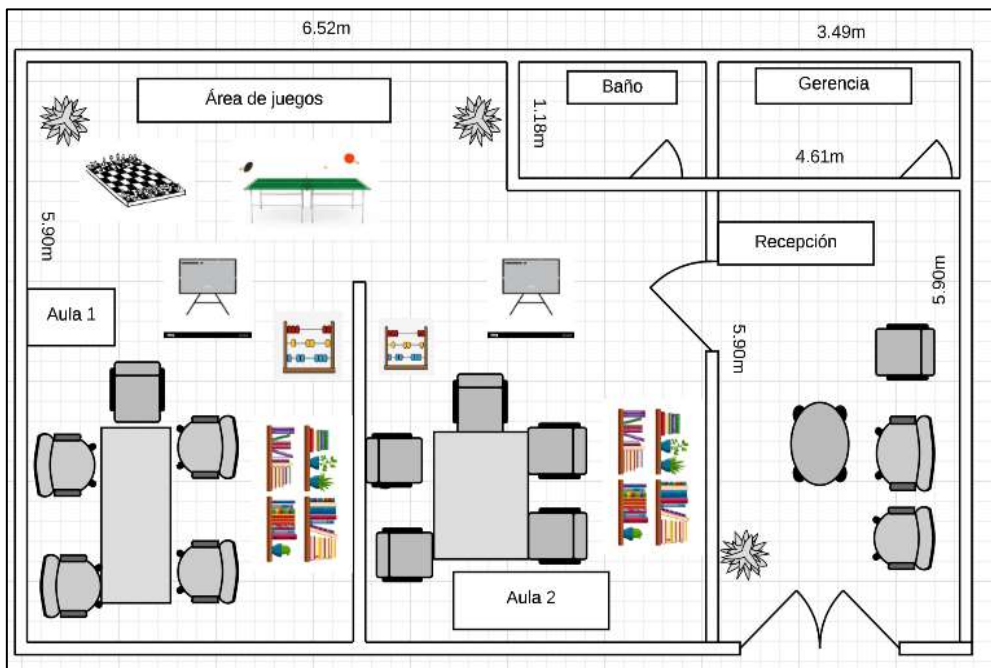 6.52m
3.49m
Área de juegos
Baño
Gerencia
1.18m
4.61m
5.90m
Recepción
5.90m
Aula 1
5.90m
Aula 2